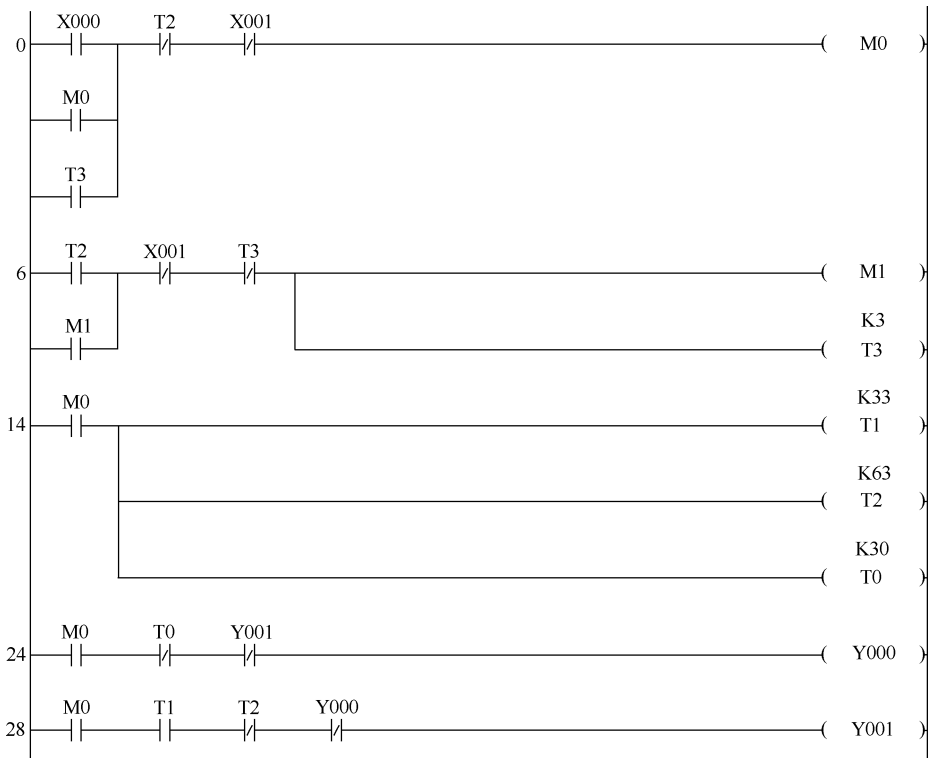 X000 T2 X001
0 M0
M0
T3
T2 X001 T3
6 M1
M1 K3
T3
M0 K33
14 T1
K63
T2
K30
T0
M0 T0 Y001
24 Y000
M0 T1 T2 Y000
28 Y001